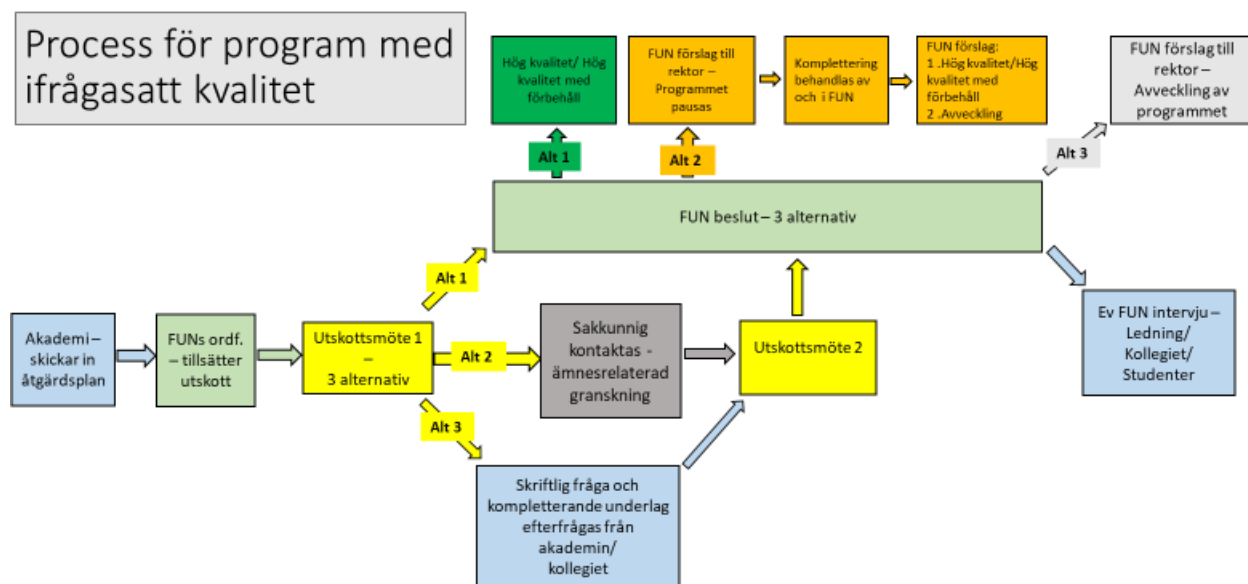 Process för program med
ifrågasatt kvalitet
Hög kvalitet/ Hög
kvalitet med
förbehåll
FUN förslag till
rektor –
Programmet
pausas
Komplettering
behandlas av
och i FUN
FUN förslag:
1 .Hög kvalitet/Hög
kvalitet med
förbehåll
2 .Avveckling
FUN förslag till
rektor –
Avveckling av
programmet
Alt 1
Alt 2
Alt 3
FUN beslut – 3 alternativ
Alt 1
Akademi –
skickar in
åtgärdsplan
FUNs ordf.
– tillsätter
utskott
Utskottsmöte 1
–
3 alternativ
Alt 2
Sakkunnig
kontaktas -
ämnesrelaterad
granskning
Utskottsmöte 2
Ev FUN intervju –
Ledning/
Kollegiet/
Studenter
Alt 3
Skriftlig fråga och
kompletterande underlag
efterfrågas från
akademin/
kollegiet